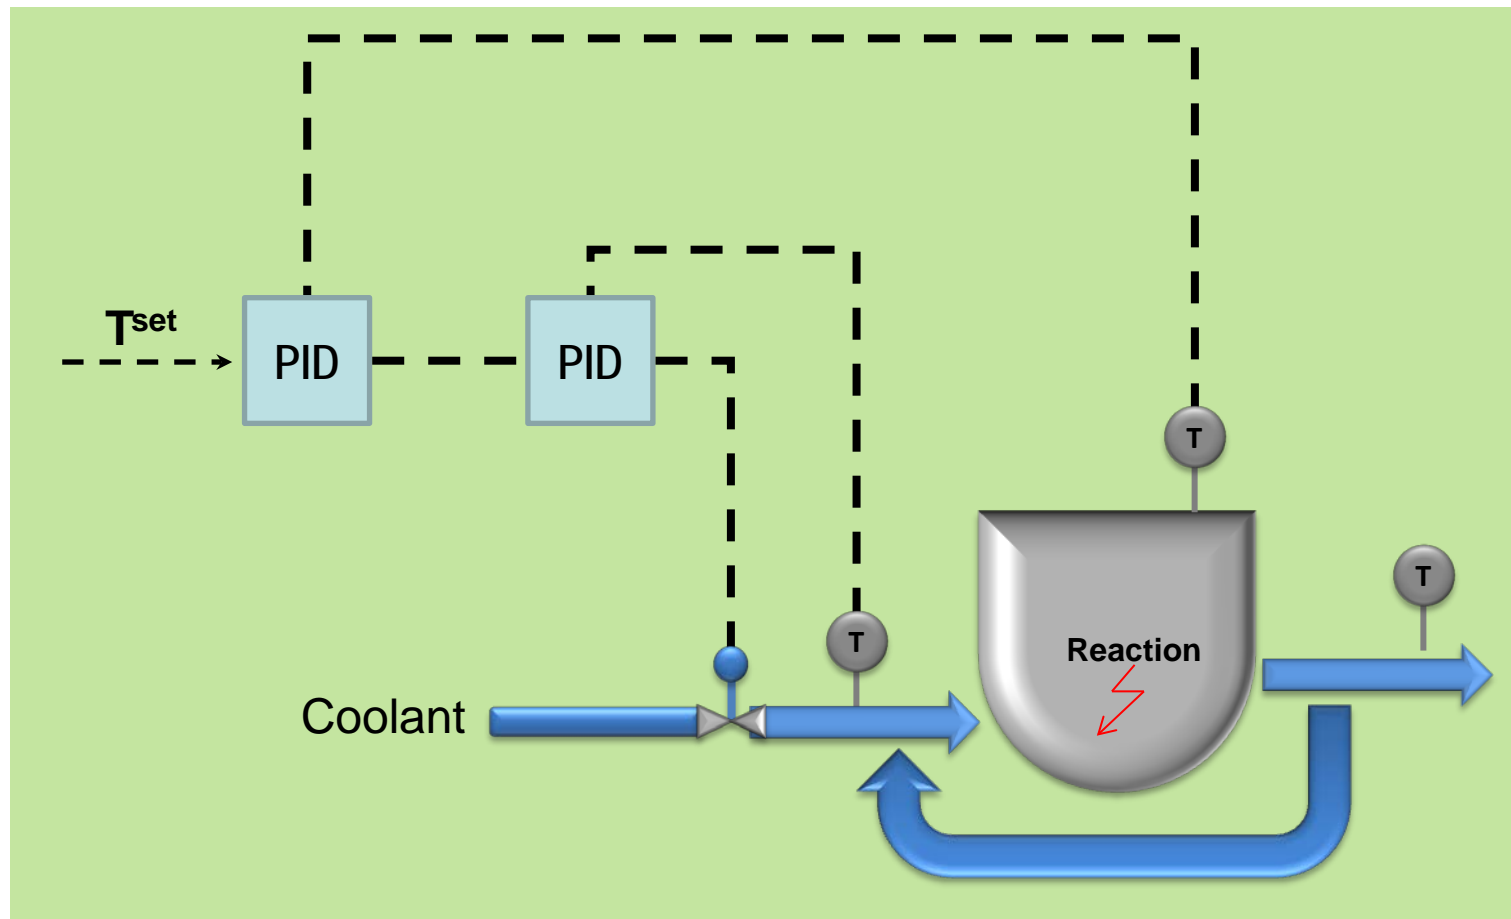 Tset
PID
PID
T
T
T
Reaction
Coolant